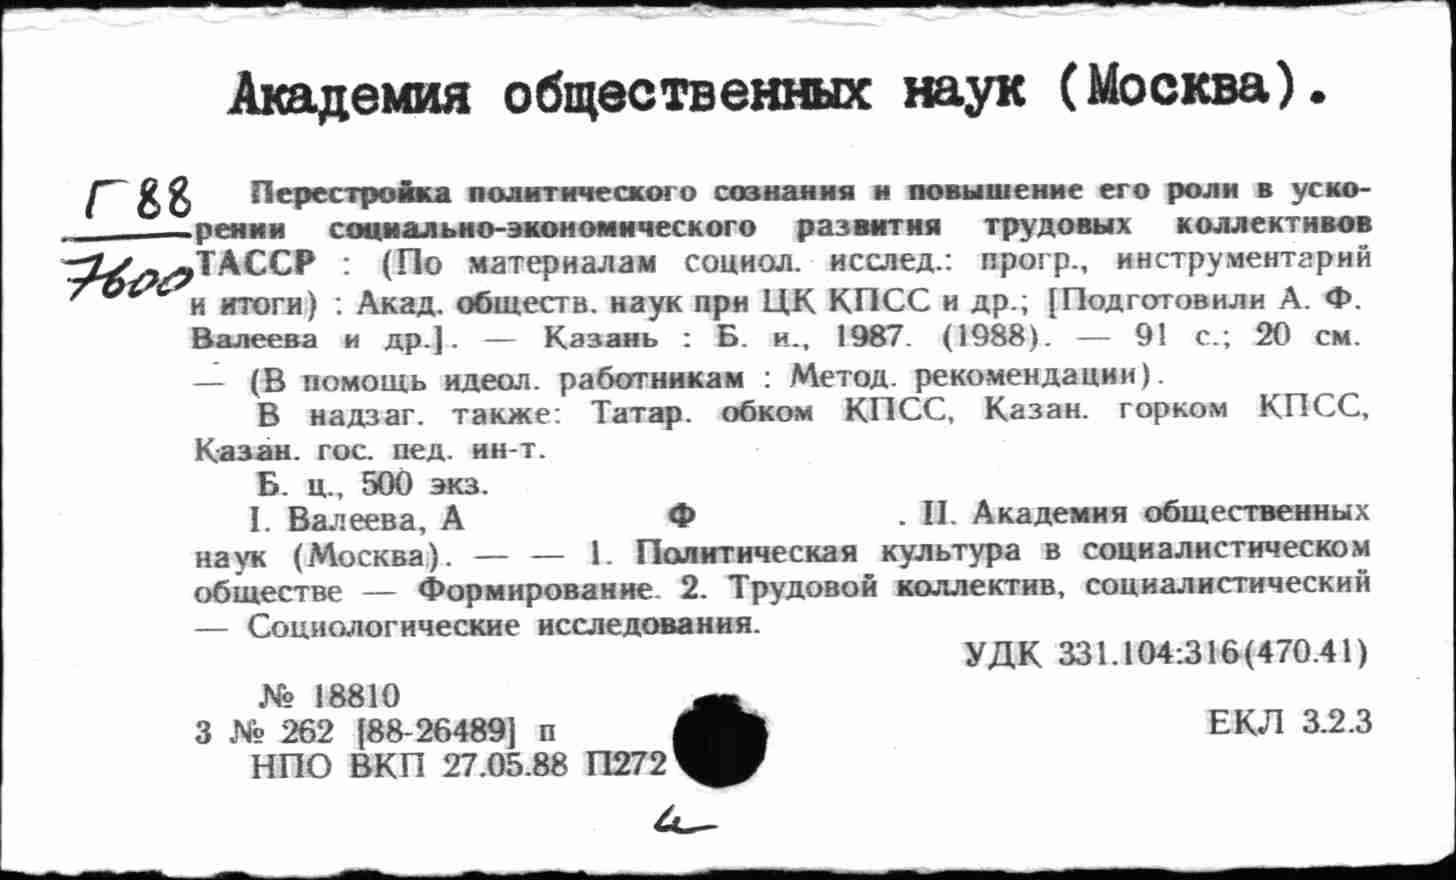 Академия общественных наук (Москва).
Г88
7600
Перестройка политического сознания и повышение его роли в уско-
рении социально-экономического развития трудовых коллективов
ТАССР : (По материалам социол. исслед.: прогр., инструментарий
и итоги) : Акад. обществ. наук при ЦК КПСС и др.; [Подготовили А. Ф.
Валеева и др.]. — Казань : Б. и., 1987. (1988). — 91 с.; 20 см.
— (В помощь идеол. работникам : Метод. рекомендации).
В надзаг. также: Татар. обком КПСС, Казан. горком КПСС,
Казан. гос. пед. ин-т.
Б. ц., 500 экз.
I. Валеева, А Ф . II. Академия общественных
наук (Москва). — — 1. Политическая культура в социалистическом
обществе — Формирование. 2. Трудовой коллектив, социалистический
— Социологические исследования.
УДК 331.104:316(470.41)
№ 18810
3 № 262 [88-26489] п
ЕКЛ 3.2.3
НПО ВКП 27.05.88 П272